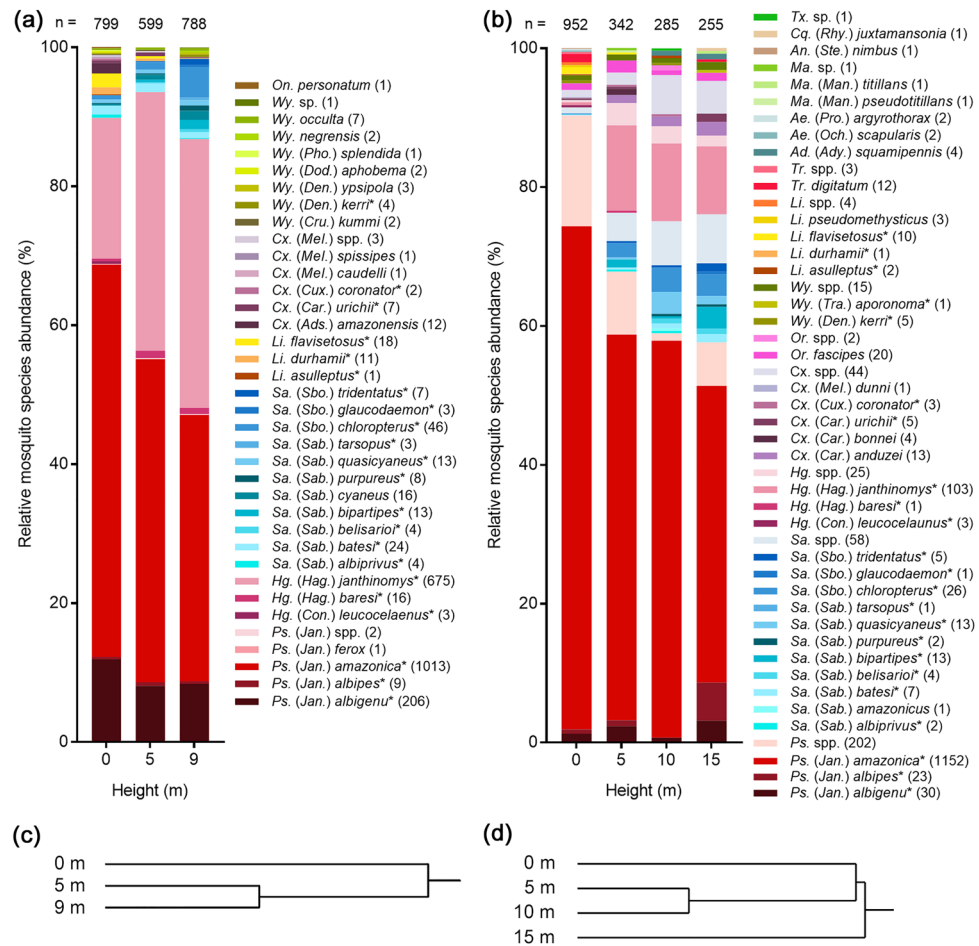 (a)
n = 799 599 788
Relative mosquito species abundance (%)
100
80
60
40
20
0
0 5 9
Height (m)
On. personatum (1)
Wy. sp. (1)
Wy. occulta (7)
Wy. negrensis (2)
Wy. (Pho.) splendida (1)
Wy. (Dod.) aphobema (2)
Wy. (Den.) ypsipola (3)
Wy. (Den.) kerri* (4)
Wy. (Cru.) kummi (2)
Cx. (Mel.) spp. (3)
Cx. (Mel.) spissipes (1)
Cx. (Mel.) caudelli (1)
Cx. (Cux.) coronator* (2)
Cx. (Car.) urichii* (7)
Cx. (Ads.) amazonensis (12)
Li. flavisetosus* (18)
Li. durhamii* (11)
Li. asulleptus* (1)
Sa. (Sbo.) tridentatus* (7)
Sa. (Sbo.) glaucodaemon* (3)
Sa. (Sbo.) chloropterus* (46)
Sa. (Sab.) tarsopus* (3)
Sa. (Sab.) quasicyaneus* (13)
Sa. (Sab.) purpureus* (8)
Sa. (Sab.) cyaneus (16)
Sa. (Sab.) bipartipes* (13)
Sa. (Sab.) belisarioi* (4)
Sa. (Sab.) batesi* (24)
Sa. (Sab.) albiprivus* (4)
Hg. (Hag.) janthinomys* (675)
Hg. (Hag.) baresi* (16)
Hg. (Con.) leucocelaenus* (3)
Ps. (Jan.) spp. (2)
Ps. (Jan.) ferox (1)
Ps. (Jan.) amazonica* (1013)
Ps. (Jan.) albipes* (9)
Ps. (Jan.) albigenu* (206)
(b)
n = 952 342 285 255
Relative mosquito species abundance (%)
100
80
60
40
20
0
0 5 10 15
Height (m)
Tx. sp. (1)
Cq. (Rhy.) juxtamansonia (1)
An. (Ste.) nimbus (1)
Ma. sp. (1)
Ma. (Man.) titillans (1)
Ma. (Man.) pseudotitillans (1)
Ae. (Pro.) argyrothorax (2)
Ae. (Och.) scapularis (2)
Ad. (Ady.) squamipennis (4)
Tr. spp. (3)
Tr. digitatum (12)
Li. spp. (4)
Li. pseudomethysticus (3)
Li. flavisetosus* (10)
Li. durhamii* (1)
Li. asulleptus* (2)
Wy. spp. (15)
Wy. (Tra.) aporonoma* (1)
Wy. (Den.) kerri* (5)
Or. spp. (2)
Or. fascipes (20)
Cx. spp. (44)
Cx. (Mel.) dunni (1)
Cx. (Cux.) coronator* (3)
Cx. (Car.) urichii* (5)
Cx. (Car.) bonnei (4)
Cx. (Car.) anduzei (13)
Hg. spp. (25)
Hg. (Hag.) janthinomys* (103)
Hg. (Hag.) baresi* (1)
Hg. (Con.) leucocelaunus* (3)
Sa. spp. (58)
Sa. (Sbo.) tridentatus* (5)
Sa. (Sbo.) glaucodaemon* (1)
Sa. (Sbo.) chloropterus* (26)
Sa. (Sab.) tarsopus* (1)
Sa. (Sab.) quasicyaneus* (13)
Sa. (Sab.) purpureus* (2)
Sa. (Sab.) bipartipes* (13)
Sa. (Sab.) belisarioi* (4)
Sa. (Sab.) batesi* (7)
Sa. (Sab.) amazonicus (1)
Sa. (Sab.) albiprivus* (2)
Ps. spp. (202)
Ps. (Jan.) amazonica* (1152)
Ps. (Jan.) albipes* (23)
Ps. (Jan.) albigenu* (30)
(c)
0 m
5 m
9 m
(d)
0 m
5 m
10 m
15 m